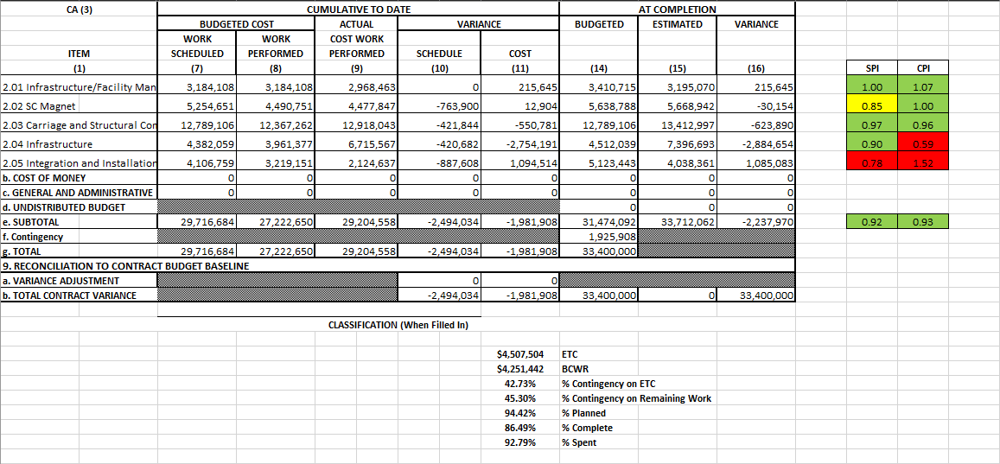 CA (3) CUMULATIVE TO DATE AT COMPLETION
BUDGETED COST ACTUAL VARIANCE BUDGETED ESTIMATED VARIANCE
WORK WORK COST WORK
ITEM SCHEDULED PERFORMED PERFORMED SCHEDULE COST
(1) (7) (8) (9) (10) (11) (14) (15) (16) SPI CPI
2.01 Infrastructure/Facility Man 3,184,108 3,184,108 2,968,463 0 215,645 3,410,715 3,195,070 215,645 1.00 1.07
2.02 SC Magnet 5,254,651 4,490,751 4,477,847 -763,900 12,904 5,638,788 5,668,942 -30,154 0.85 1.00
2.03 Carriage and Structural Con 12,789,106 12,367,262 12,918,043 -421,844 -550,781 12,789,106 13,412,997 -623,890 0.97 0.96
2.04 Infrastructure 4,382,059 3,961,377 6,715,567 -420,682 -2,754,191 4,512,039 7,396,693 -2,884,654 0.90 0.59
2.05 Integration and Installation 4,106,759 3,219,151 2,124,637 -887,608 1,094,514 5,123,443 4,038,361 1,085,083 0.78 1.52
b. COST OF MONEY 0 0 0 0 0 0 0 0
c. GENERAL AND ADMINISTRATIVE 0 0 0 0 0 0 0 0
d. UNDISTRIBUTED BUDGET 0 0 0
e. SUBTOTAL 29,716,684 27,222,650 29,204,558 -2,494,034 -1,981,908 31,474,092 33,712,062 -2,237,970 0.92 0.93
f. Contingency 1,925,908
g. TOTAL 29,716,684 27,222,650 29,204,558 -2,494,034 -1,981,908 33,400,000
9. RECONCILIATION TO CONTRACT BUDGET BASELINE
a. VARIANCE ADJUSTMENT 0 0
b. TOTAL CONTRACT VARIANCE -2,494,034 -1,981,908 33,400,000 0 33,400,000
CLASSIFICATION (When Filled In)
$4,507,504 ETC
$4,251,442 BCWR
42.73% % Contingency on ETC
45.30% % Contingency on Remaining Work
94.42% % Planned
86.49% % Complete
92.79% % Spent